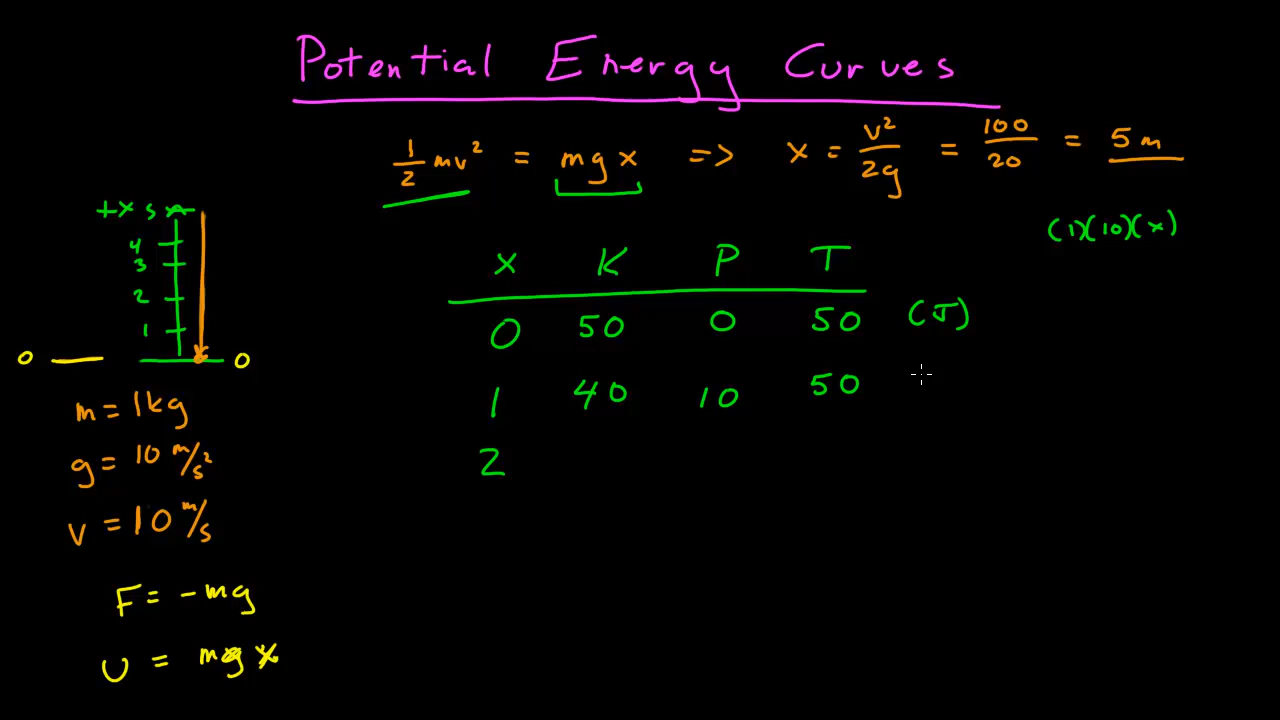 Potential Energy Curves
1/2 mv² = mgx => x = v²/2g = 100/20 = 5m
(1)(10)(x)
+x 5
4
3
2
1
0 0
m = 1kg
g = 10 m/s²
v = 10 m/s
F = -mg
U = mgx
x K P T
0 50 0 50 (J)
1 40 10 50
2